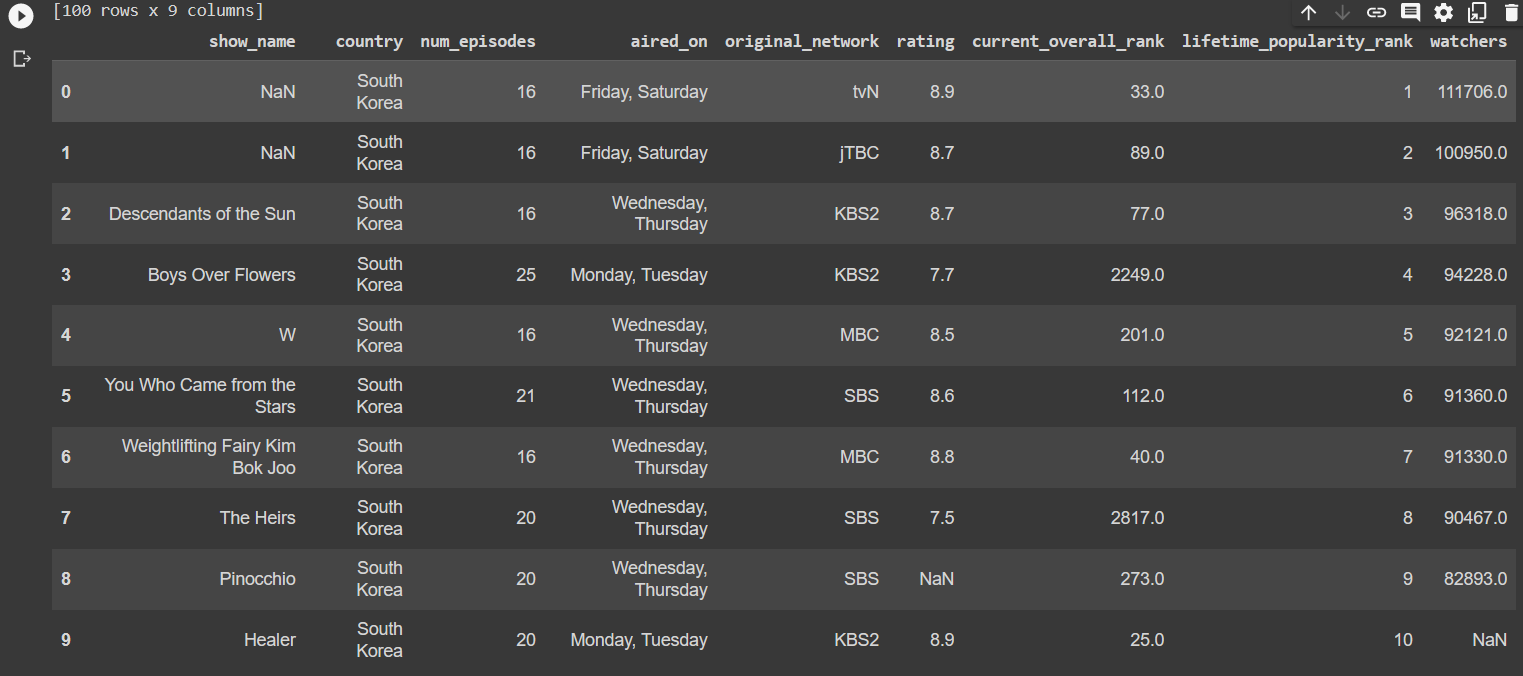 [100 rows x 9 columns]
show_name country num_episodes aired_on original_network rating current_overall_rank lifetime_popularity_rank watchers
0 NaN South Korea 16 Friday, Saturday tvN 8.9 33.0 1 111706.0
1 NaN South Korea 16 Friday, Saturday jTBC 8.7 89.0 2 100950.0
2 Descendants of the Sun South Korea 16 Wednesday, Thursday KBS2 8.7 77.0 3 96318.0
3 Boys Over Flowers South Korea 25 Monday, Tuesday KBS2 7.7 2249.0 4 94228.0
4 W South Korea 16 Wednesday, Thursday MBC 8.5 201.0 5 92121.0
5 You Who Came from the Stars South Korea 21 Wednesday, Thursday SBS 8.6 112.0 6 91360.0
6 Weightlifting Fairy Kim Bok Joo South Korea 16 Wednesday, Thursday MBC 8.8 40.0 7 91330.0
7 The Heirs South Korea 20 Wednesday, Thursday SBS 7.5 2817.0 8 90467.0
8 Pinocchio South Korea 20 Wednesday, Thursday SBS NaN 273.0 9 82893.0
9 Healer South Korea 20 Monday, Tuesday KBS2 8.9 25.0 10 NaN